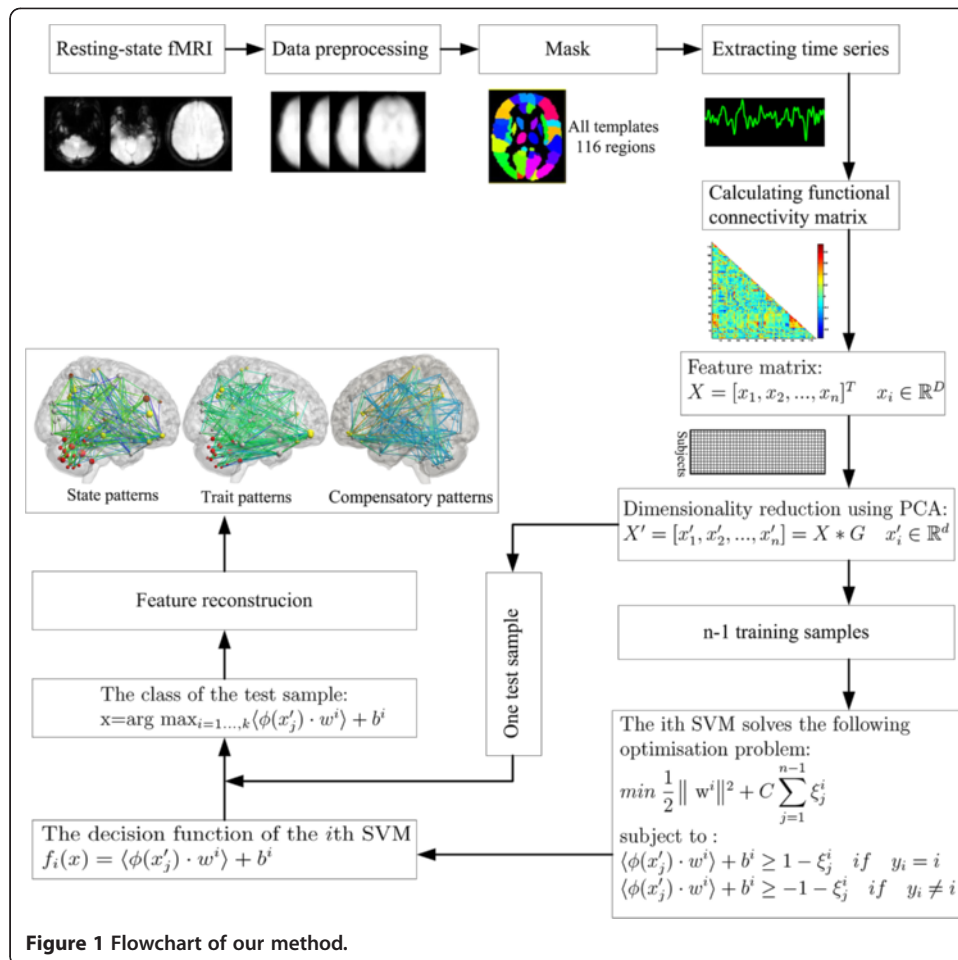 Resting-state fMRI
Data preprocessing
Mask
Extracting time series
All templates
116 regions
Calculating functional
connectivity matrix
Feature matrix:
X = [x₁, x₂, ..., xₙ]ᵀ xᵢ ∈ ℝᴰ
Subjects
Dimensionality reduction using PCA:
X′ = [x′₁, x′₂, ..., x′ₙ] = X ∗ G x′ᵢ ∈ ℝᵈ
n-1 training samples
One test sample
The ith SVM solves the following
optimisation problem:
min 1/2 ‖ wⁱ‖² + C ∑_{j=1}^{n−1} ξⱼⁱ
subject to :
⟨ϕ(x′ⱼ) · wⁱ⟩ + bⁱ ≥ 1 − ξⱼⁱ if yᵢ = i
⟨ϕ(x′ⱼ) · wⁱ⟩ + bⁱ ≥ −1 − ξⱼⁱ if yᵢ ≠ i
The decision function of the ith SVM
fᵢ(x) = ⟨ϕ(x′ⱼ) · wⁱ⟩ + bⁱ
The class of the test sample:
x=arg max_{i=1...,k}⟨ϕ(x′ⱼ) · wⁱ⟩ + bⁱ
Feature reconstrucion
State patterns
Trait patterns
Compensatory patterns
Figure 1 Flowchart of our method.